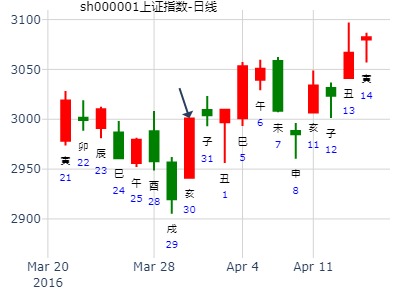 sh000001上证指数-日线
3100
3050
3000
2950
2900
寅
21
卯
22
辰
23
巳
24
午
25
酉
28
戌
29
亥
30
子
31
丑
1
巳
5
午
6
未
7
申
8
亥
11
子
12
丑
13
寅
14
Mar 20
2016
Mar 28
Apr 4
Apr 11